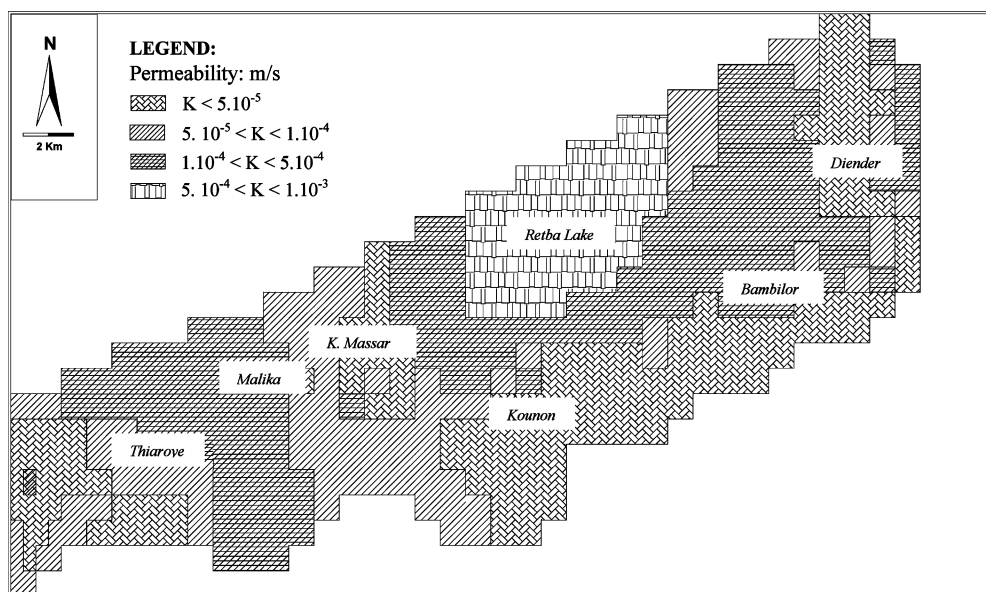 N
2 Km
LEGEND:
Permeability: m/s
K < 5.10⁻⁵
5. 10⁻⁵ < K < 1.10⁻⁴
1.10⁻⁴ < K < 5.10⁻⁴
5. 10⁻⁴ < K < 1.10⁻³
Diender
Retba Lake
Bambilor
K. Massar
Malika
Kounon
Thiaroye